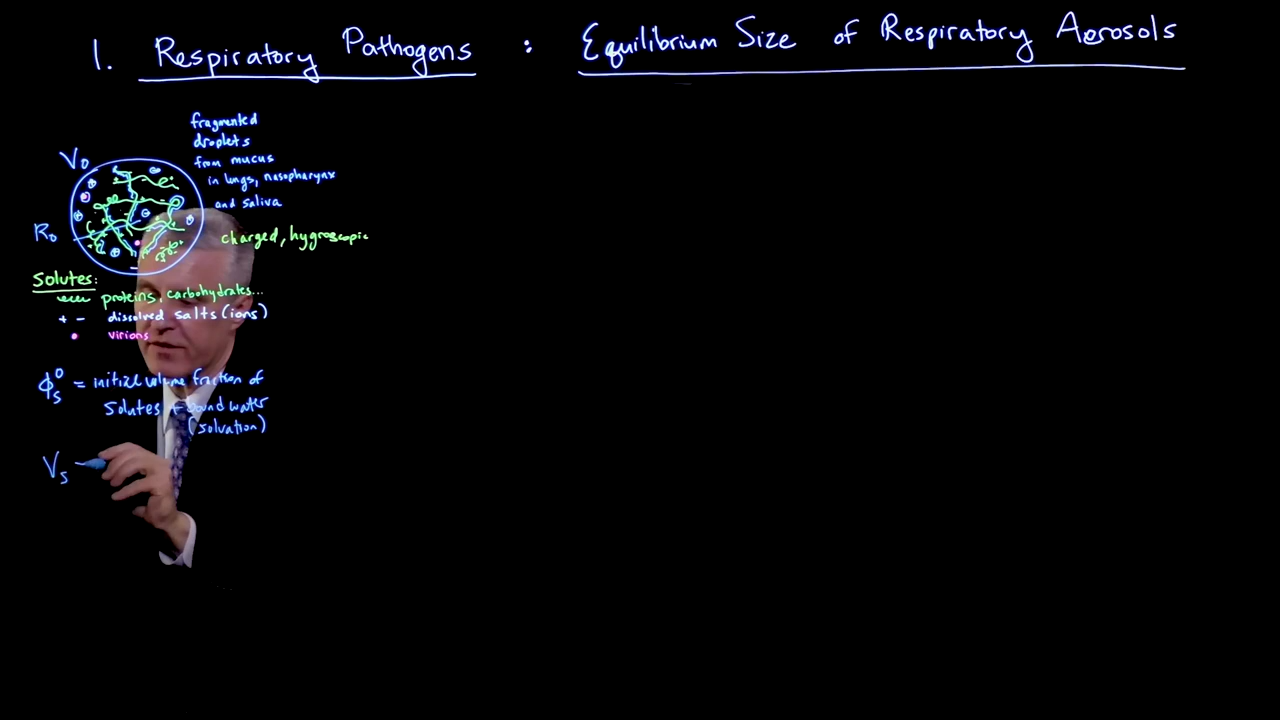 1. Respiratory Pathogens : Equilibrium Size of Respiratory Aerosols
fragmented
droplets
from mucus
in lungs, nasopharynx
and saliva
V₀
R₀
charged, hygroscopic
Solutes:
proteins, carbohydrates...
+ - dissolved salts (ions)
• virions
ϕₛ⁰ = initial volume fraction of
solutes + bound water
(solvation)
Vₛ